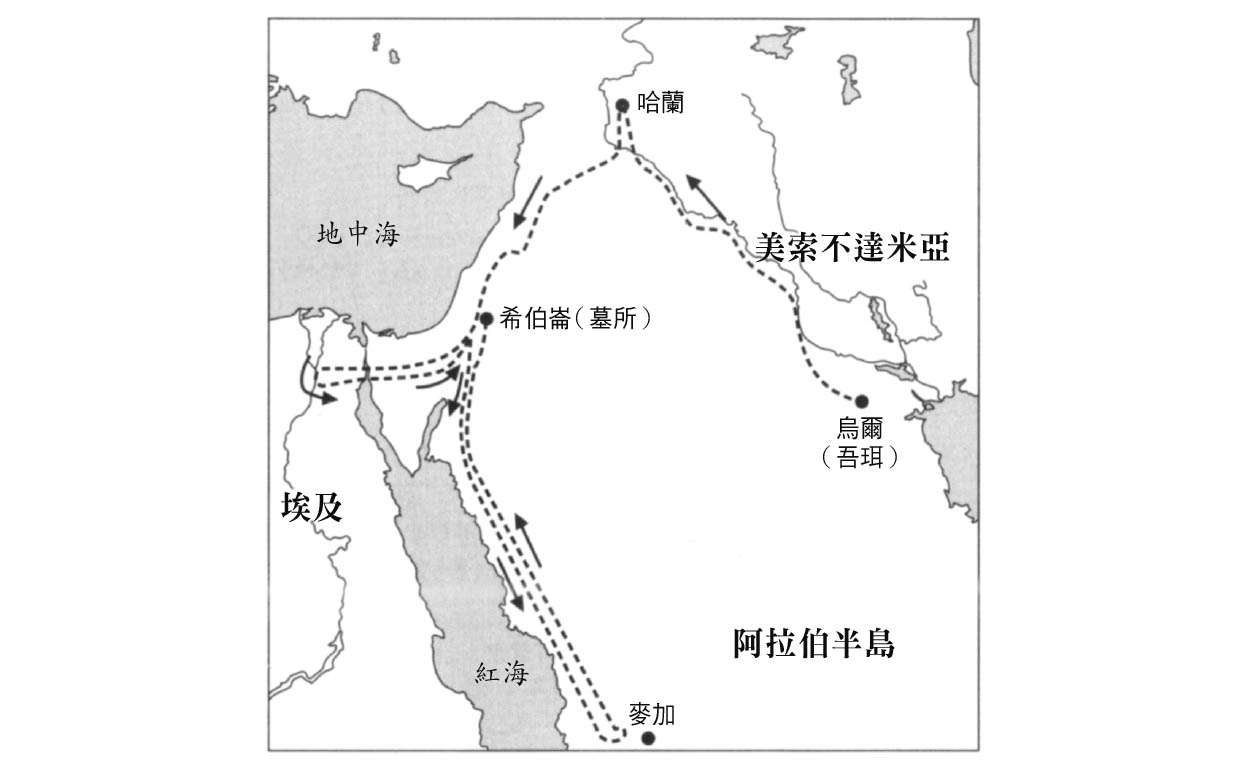 哈蘭
地中海
美索不達米亞
希伯崙（墓所）
烏爾
（吾珥）
埃及
阿拉伯半島
紅海
麥加